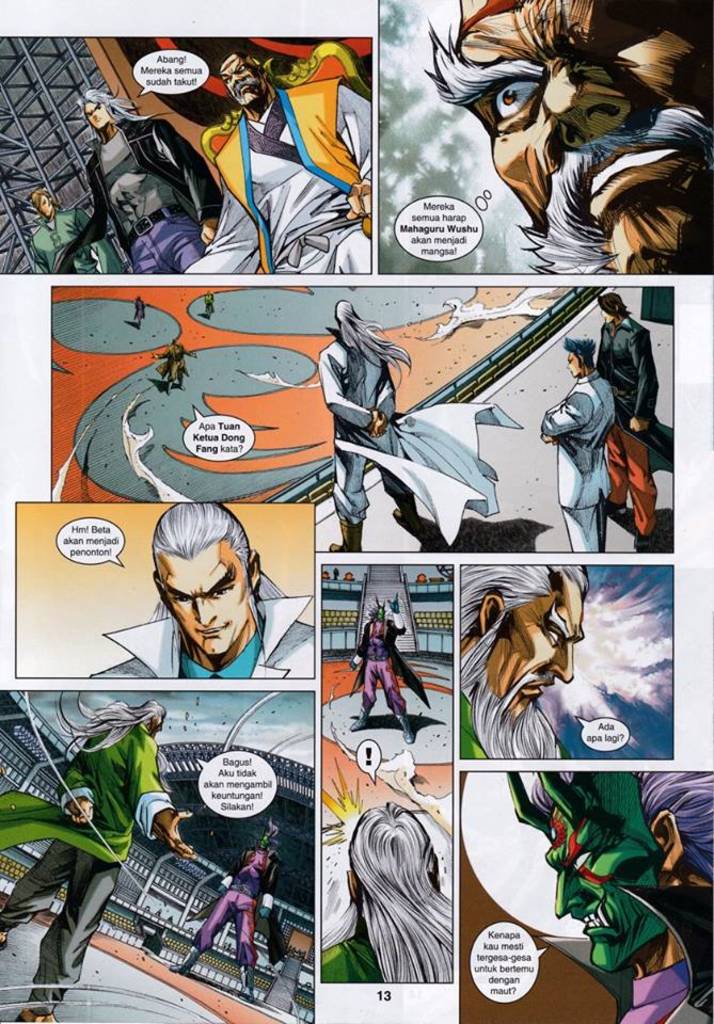 Abang!
Mereka semua
sudah takut!
Mereka
semua harap
Mahaguru Wushu
akan menjadi
mangsa!
Apa Tuan
Ketua Dong
Fang kata?
Hm! Beta
akan menjadi
penonton!
!
Ada
apa lagi?
Bagus!
Aku tidak
akan mengambil
keuntungan!
Silakan!
Kenapa
kau mesti
tergesa-gesa
untuk bertemu
dengan
maut?
13